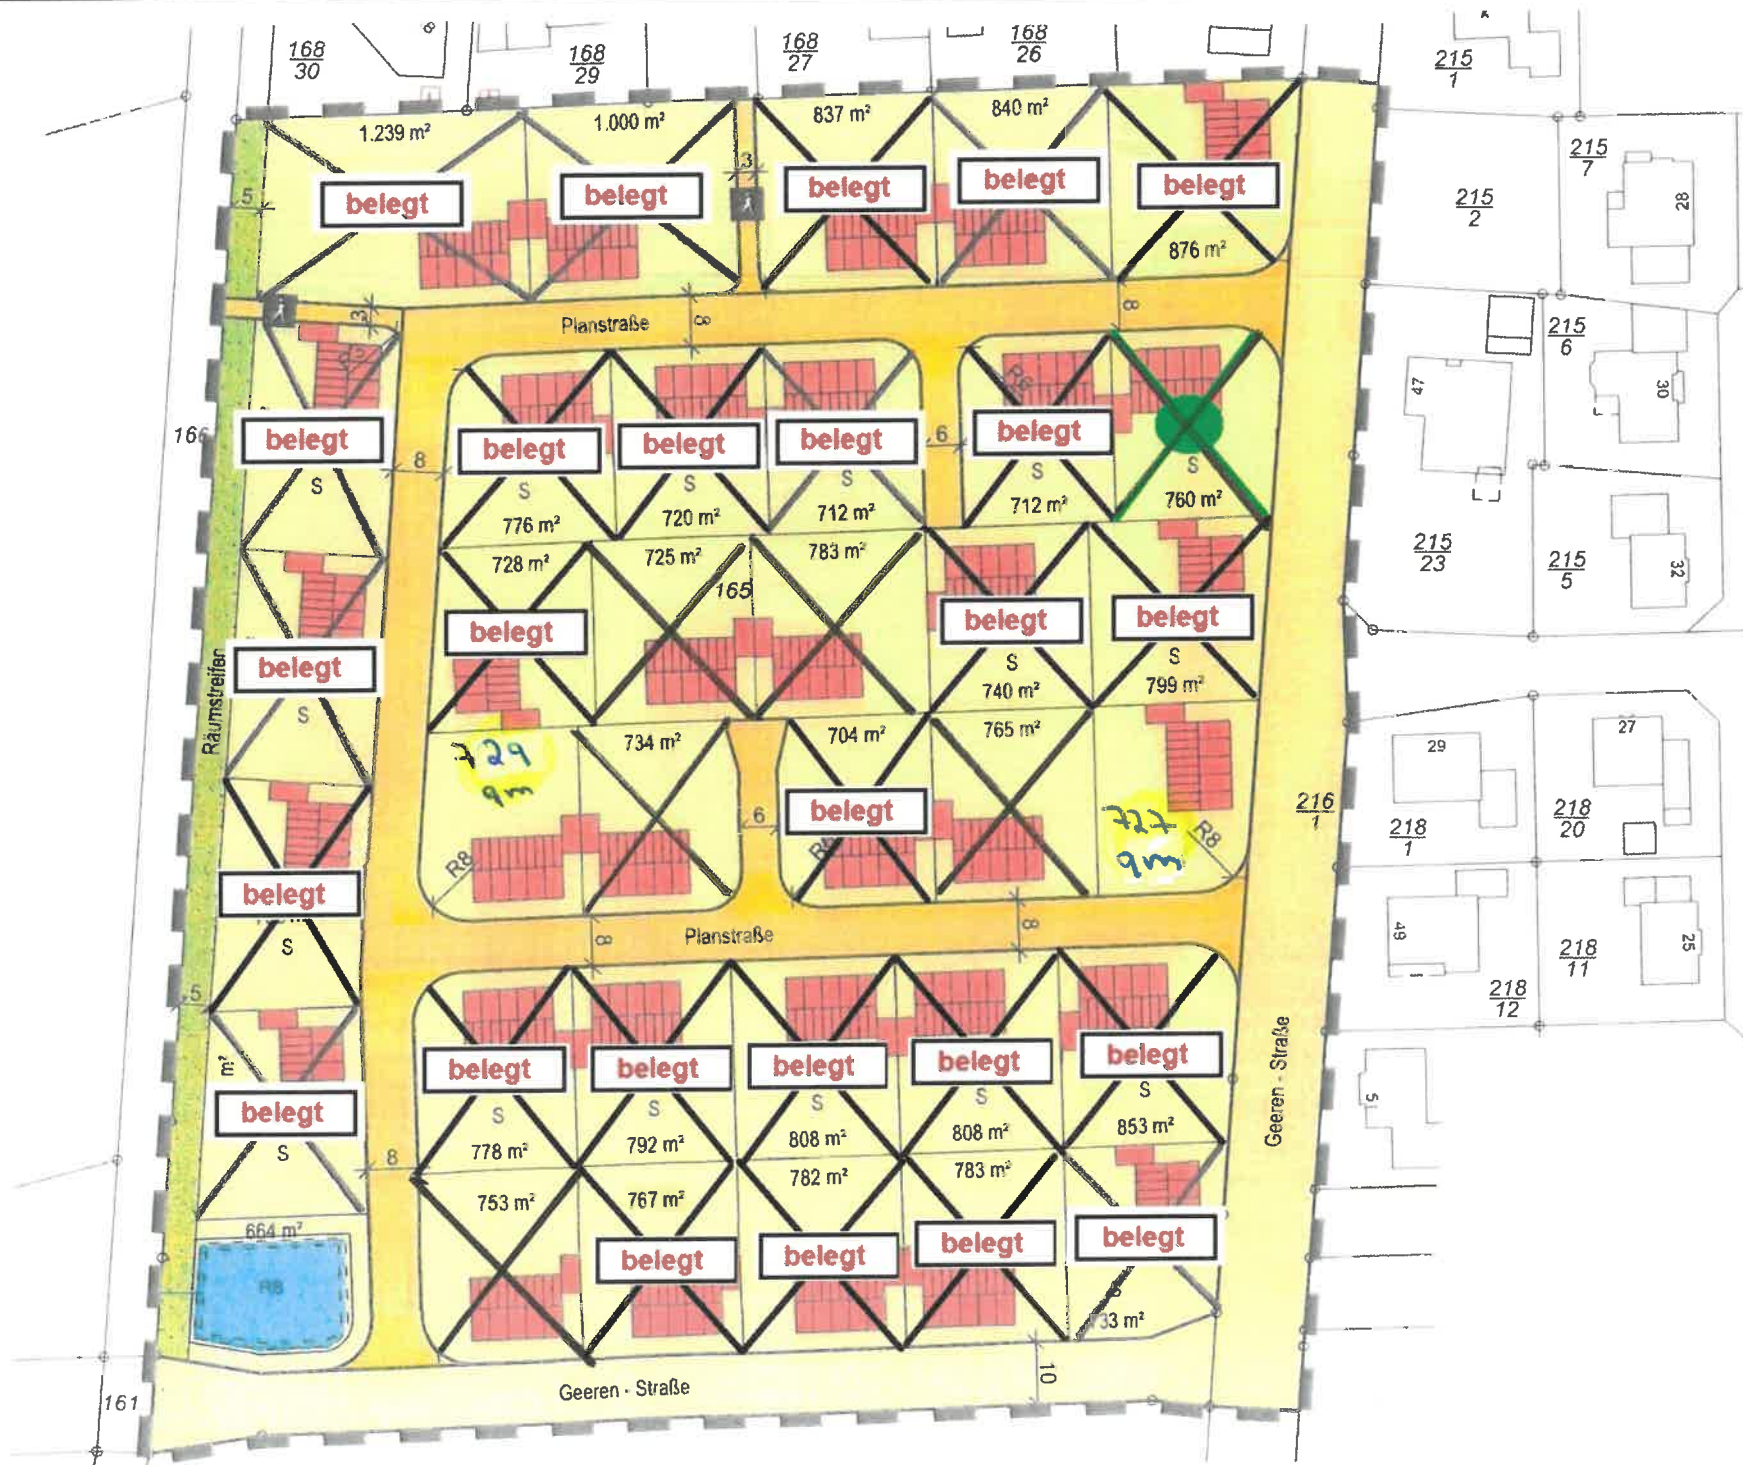 168
30
8
168
29
168
27
168
26
215
1
1.239 m²
1.000 m²
837 m²
840 m²
215
7
28
215
2
5
3
belegt
belegt
belegt
belegt
belegt
876 m²
3
Planstraße
8
8
215
6
30
47
166
belegt
8
belegt
belegt
belegt
6
belegt
R6
S
S
776 m²
S
720 m²
S
712 m²
S
712 m²
S
760 m²
728 m²
725 m²
783 m²
165
215
23
215
5
32
belegt
belegt
belegt
belegt
S
S
740 m²
S
799 m²
Räumstreifen
729
qm
734 m²
704 m²
765 m²
6
belegt
727
qm
R8
R8
216
1
29
27
218
1
218
20
belegt
S
8
Planstraße
8
49
25
218
11
218
12
5
m²
belegt
belegt
belegt
belegt
belegt
belegt
S
S
778 m²
S
792 m²
S
808 m²
S
808 m²
S
853 m²
Geeren - Straße
5
8
753 m²
767 m²
782 m²
783 m²
664 m²
RB
belegt
belegt
belegt
belegt
733 m²
Geeren - Straße
10
161